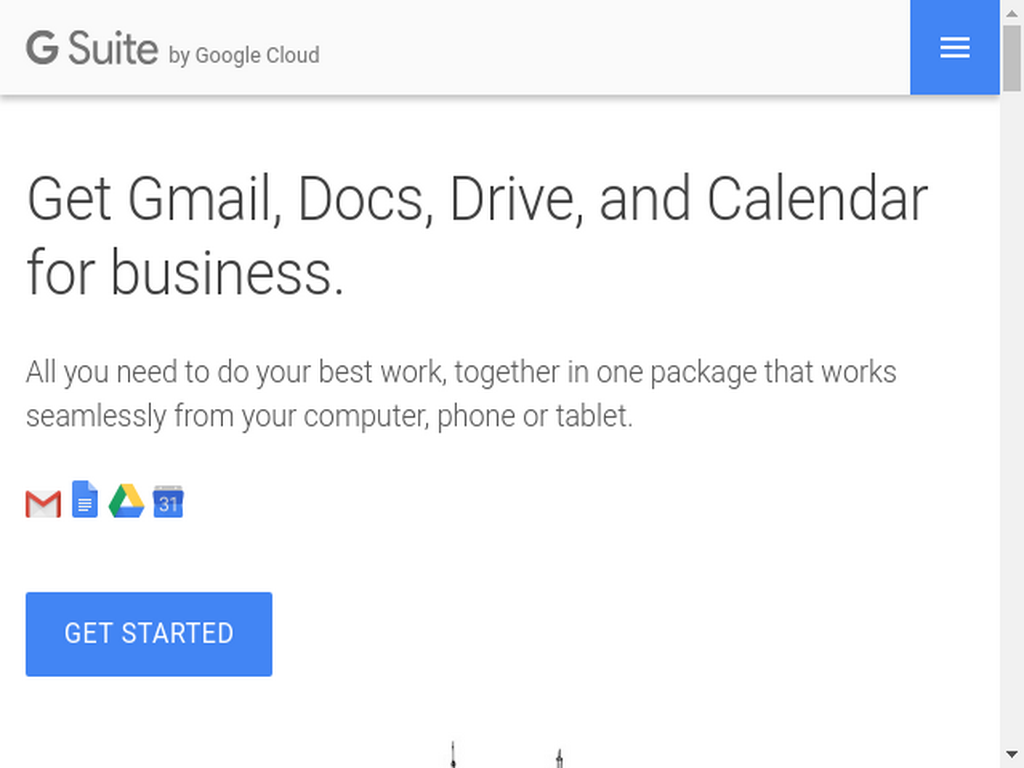 G Suite by Google Cloud
Get Gmail, Docs, Drive, and Calendar
for business.
All you need to do your best work, together in one package that works
seamlessly from your computer, phone or tablet.
31
GET STARTED